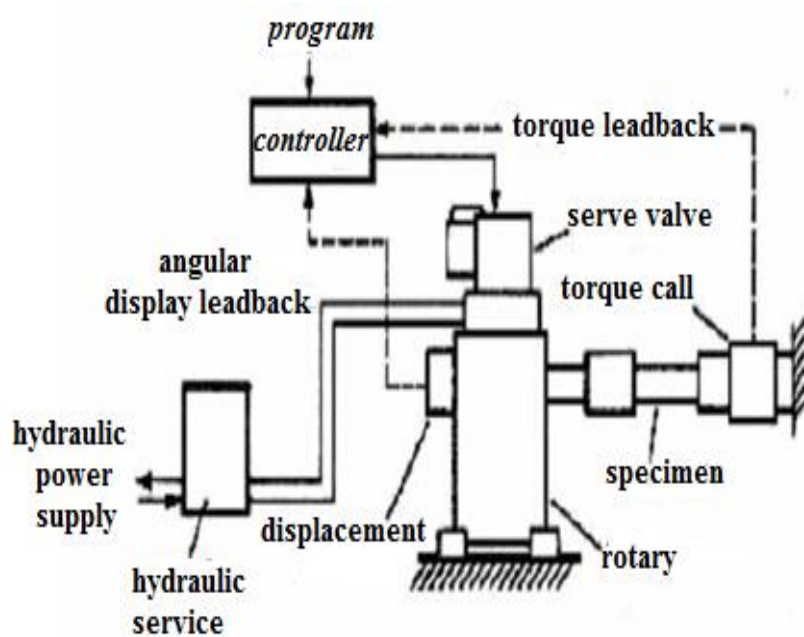 program
controller
torque leadback
serve valve
angular
display leadback
torque call
hydraulic
power
supply
specimen
displacement
rotary
hydraulic
service